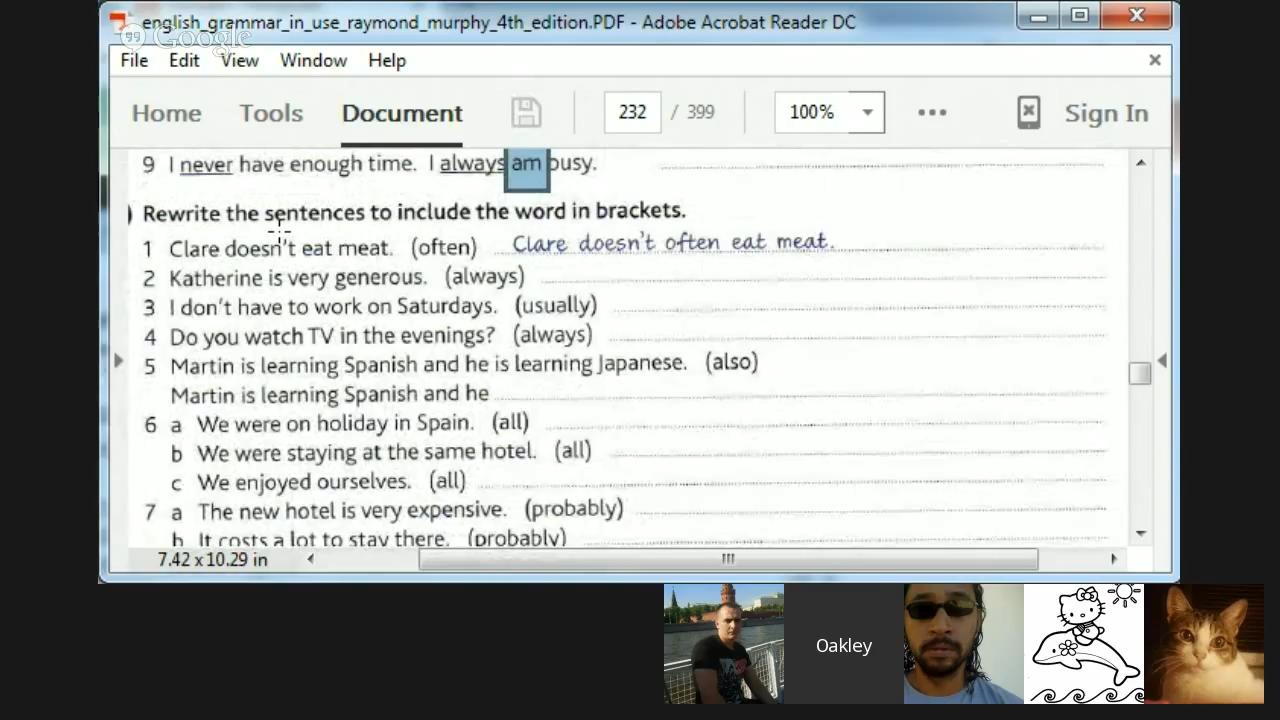 english_grammar_in_use_raymond_murphy_4th_edition.PDF - Adobe Acrobat Reader DC
Google
File Edit View Window Help
Home Tools Document 232 / 399 100% Sign In
9 I never have enough time. I always am busy.
Rewrite the sentences to include the word in brackets.
1 Clare doesn't eat meat. (often) Clare doesn't often eat meat.
2 Katherine is very generous. (always)
3 I don't have to work on Saturdays. (usually)
4 Do you watch TV in the evenings? (always)
5 Martin is learning Spanish and he is learning Japanese. (also)
Martin is learning Spanish and he
6 a We were on holiday in Spain. (all)
b We were staying at the same hotel. (all)
c We enjoyed ourselves. (all)
7 a The new hotel is very expensive. (probably)
b It costs a lot to stay there. (probably)
7.42 x 10.29 in
Oakley